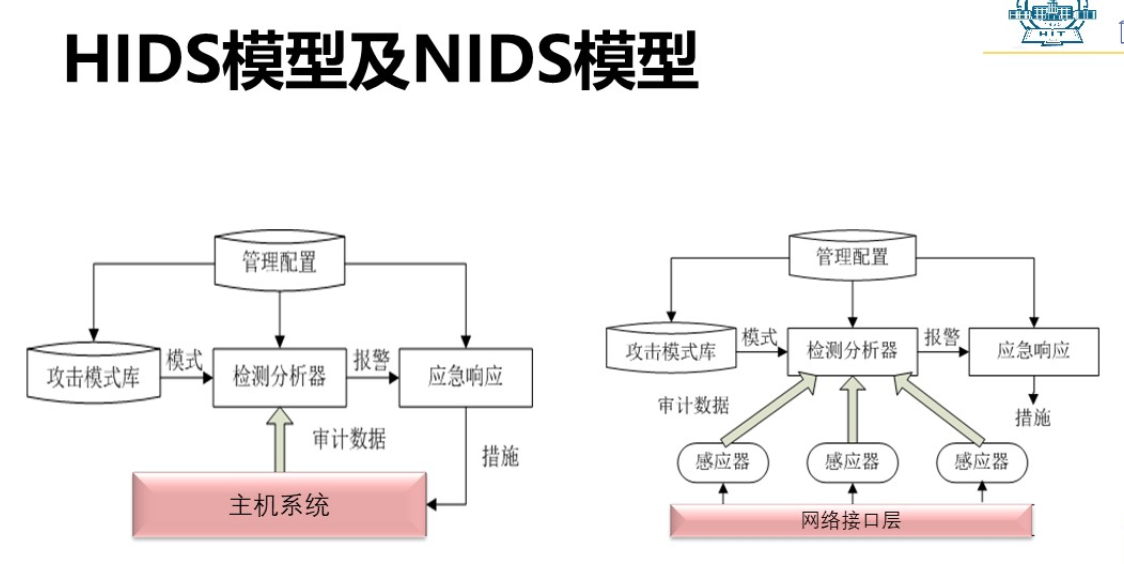 HIT
HIDS模型及NIDS模型
管理配置
攻击模式库
模式
检测分析器
报警
应急响应
审计数据
措施
主机系统
管理配置
攻击模式库
模式
检测分析器
报警
应急响应
审计数据
措施
感应器
感应器
感应器
网络接口层